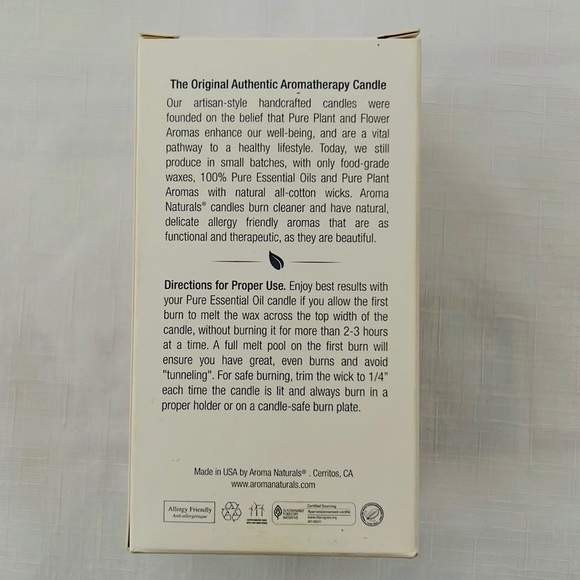 The Original Authentic Aromatherapy Candle
Our artisan-style handcrafted candles were
founded on the belief that Pure Plant and Flower
Aromas enhance our well-being, and are a vital
pathway to a healthy lifestyle. Today, we still
produce in small batches, with only food-grade
waxes, 100% Pure Essential Oils and Pure Plant
Aromas with natural all-cotton wicks. Aroma
Naturals® candles burn cleaner and have natural,
delicate allergy friendly aromas that are as
functional and therapeutic, as they are beautiful.
Directions for Proper Use. Enjoy best results with
your Pure Essential Oil candle if you allow the first
burn to melt the wax across the top width of the
candle, without burning it for more than 2-3 hours
at a time. A full melt pool on the first burn will
ensure you have great, even burns and avoid
"tunneling". For safe burning, trim the wick to 1/4"
each time the candle is lit and always burn in a
proper holder or on a candle-safe burn plate.
Made in USA by Aroma Naturals® . Cerritos, CA
www.aromanaturals.com
Allergy Friendly
Anti-allergénique
SUSTAINABLE
FORESTRY
INITIATIVE
Certified Sourcing